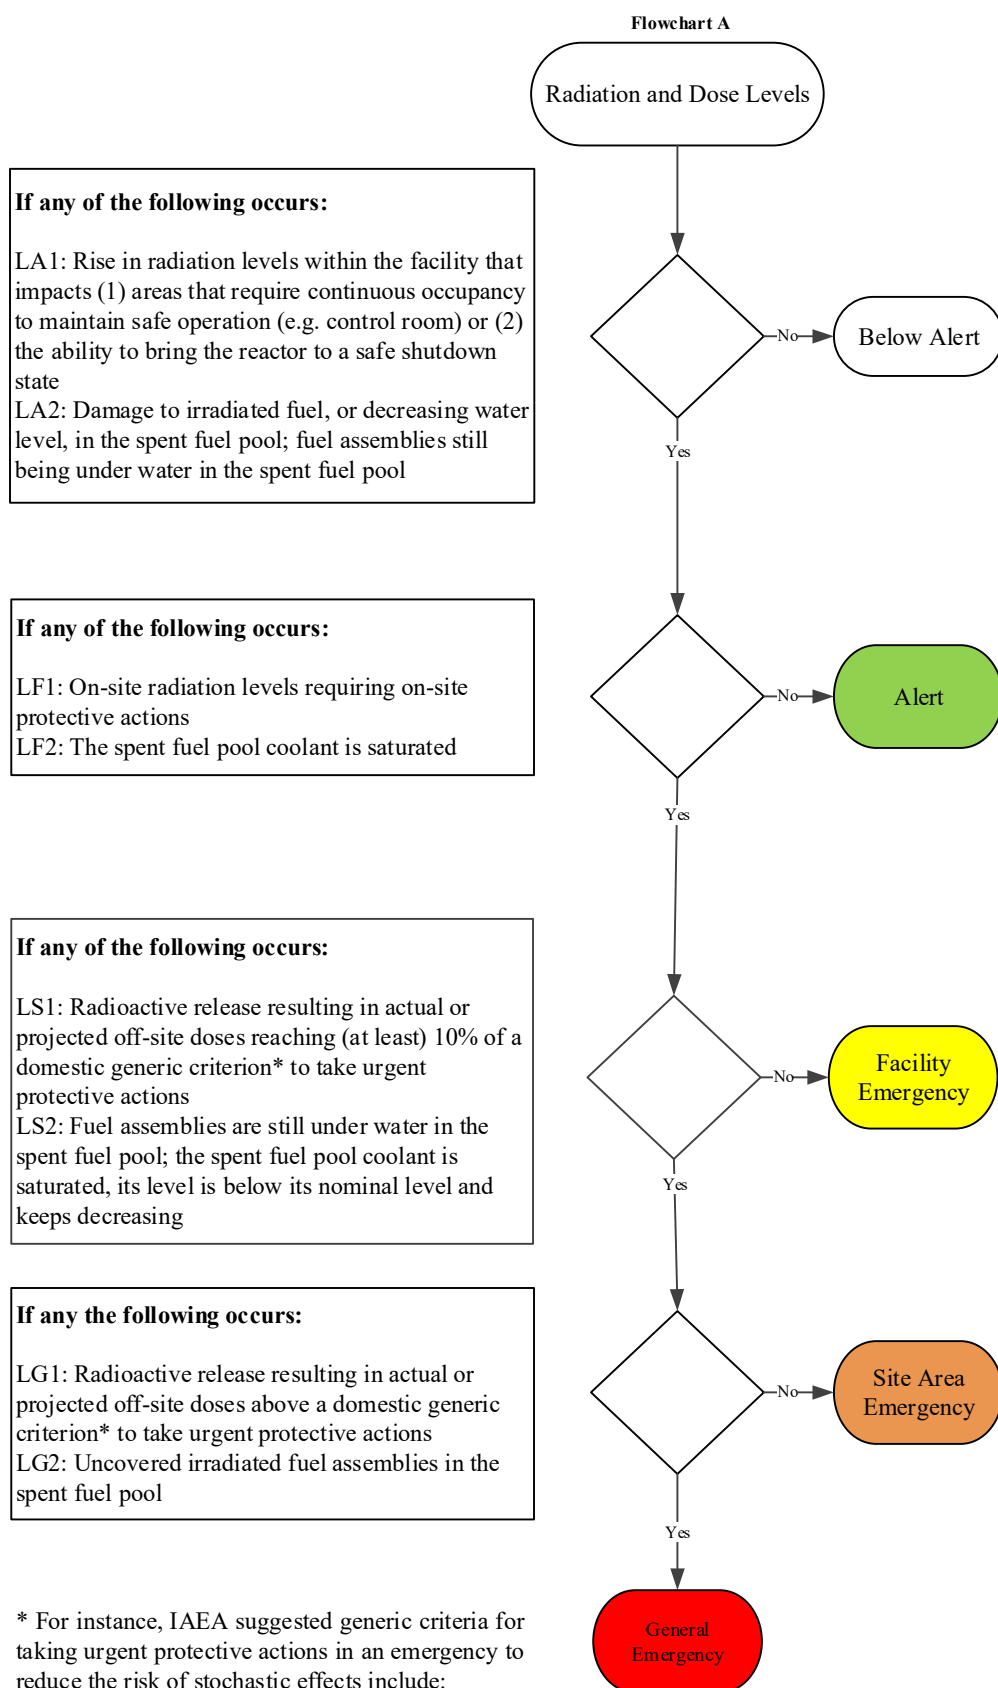 Flowchart A
Radiation and Dose Levels
If any of the following occurs:
LA1: Rise in radiation levels within the facility that
impacts (1) areas that require continuous occupancy
to maintain safe operation (e.g. control room) or (2)
the ability to bring the reactor to a safe shutdown
state
LA2: Damage to irradiated fuel, or decreasing water
level, in the spent fuel pool; fuel assemblies still
being under water in the spent fuel pool
No
Below Alert
Yes
If any of the following occurs:
LF1: On-site radiation levels requiring on-site
protective actions
LF2: The spent fuel pool coolant is saturated
No
Alert
Yes
If any of the following occurs:
LS1: Radioactive release resulting in actual or
projected off-site doses reaching (at least) 10% of a
domestic generic criterion* to take urgent
protective actions
LS2: Fuel assemblies are still under water in the
spent fuel pool; the spent fuel pool coolant is
saturated, its level is below its nominal level and
keeps decreasing
No
Facility
Emergency
Yes
If any the following occurs:
LG1: Radioactive release resulting in actual or
projected off-site doses above a domestic generic
criterion* to take urgent protective actions
LG2: Uncovered irradiated fuel assemblies in the
spent fuel pool
No
Site Area
Emergency
Yes
General
Emergency
* For instance, IAEA suggested generic criteria for
taking urgent protective actions in an emergency to
reduce the risk of stochastic effects include: